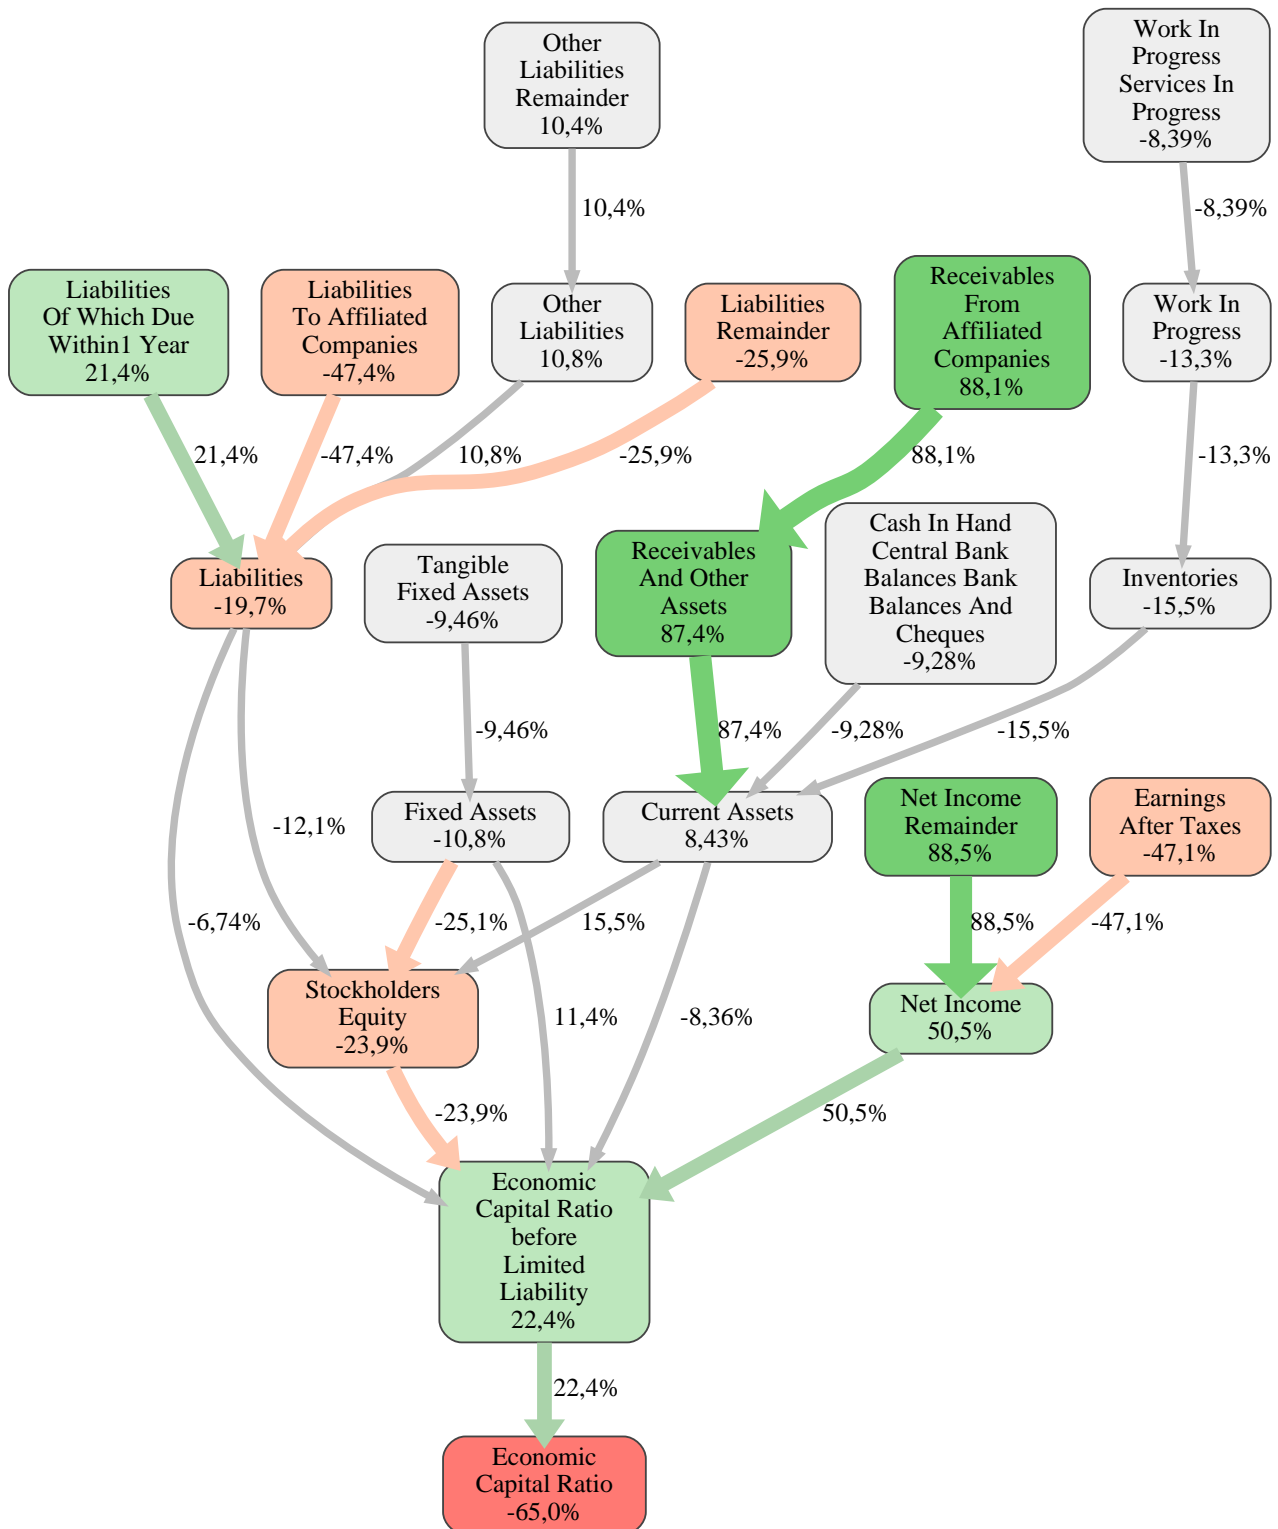 Other
Liabilities
Remainder
10,4%
Work In
Progress
Services In
Progress
-8,39%
10,4%
-8,39%
Liabilities
Of Which Due
Within1 Year
21,4%
Liabilities
To Affiliated
Companies
-47,4%
Other
Liabilities
10,8%
Liabilities
Remainder
-25,9%
Receivables
From
Affiliated
Companies
88,1%
Work In
Progress
-13,3%
21,4%
-47,4%
10,8%
-25,9%
88,1%
-13,3%
Liabilities
-19,7%
Tangible
Fixed Assets
-9,46%
Receivables
And Other
Assets
87,4%
Cash In Hand
Central Bank
Balances Bank
Balances And
Cheques
-9,28%
Inventories
-15,5%
-9,46%
87,4%
-9,28%
-15,5%
-12,1%
Fixed Assets
-10,8%
Current Assets
8,43%
Net Income
Remainder
88,5%
Earnings
After Taxes
-47,1%
-6,74%
-25,1%
15,5%
88,5%
-47,1%
Stockholders
Equity
-23,9%
11,4%
-8,36%
Net Income
50,5%
-23,9%
50,5%
Economic
Capital Ratio
before
Limited
Liability
22,4%
22,4%
Economic
Capital Ratio
-65,0%